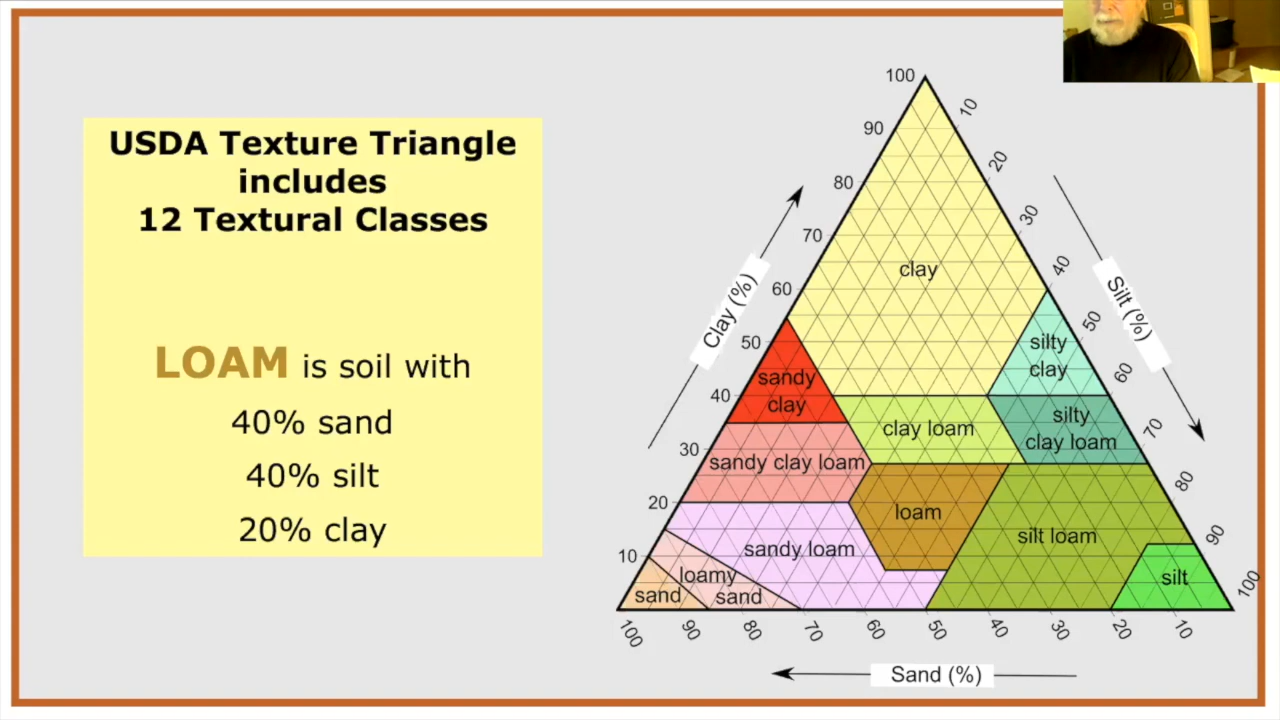 USDA Texture Triangle
includes
12 Textural Classes
LOAM is soil with
40% sand
40% silt
20% clay
100
90
80
70
60
50
40
30
20
10
Clay (%)
10
20
30
40
50
60
70
80
90
100
Silt (%)
100
90
80
70
60
50
40
30
20
10
Sand (%)
clay
silty
clay
sandy
clay
clay loam
silty
clay loam
sandy clay loam
loam
silt loam
sandy loam
loamy
sand
sand
silt